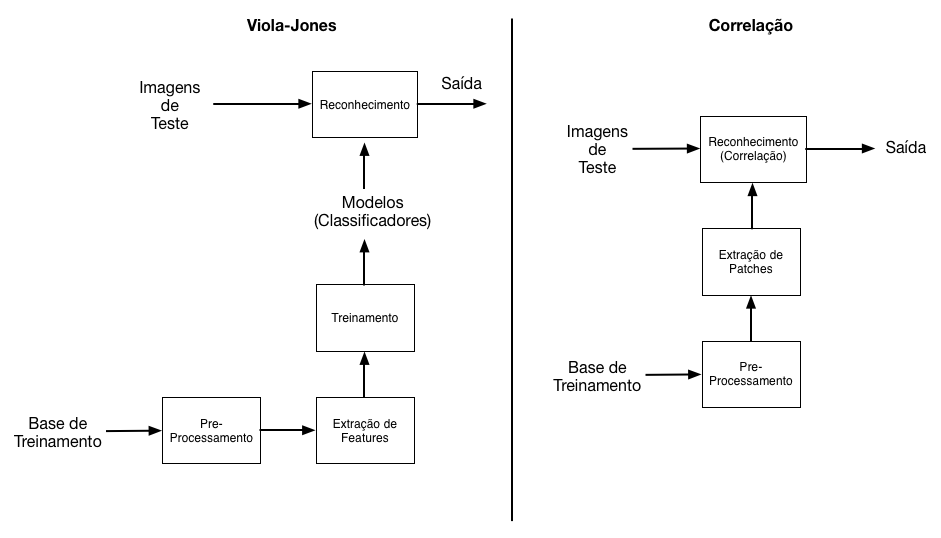 Viola-Jones
Imagens
de
Teste
Reconhecimento
Saída
Modelos
(Classificadores)
Treinamento
Base de
Treinamento
Pre-
Processamento
Extração de
Features
Correlação
Imagens
de
Teste
Reconhecimento
(Correlação)
Saída
Extração de
Patches
Base de
Treinamento
Pre-
Processamento